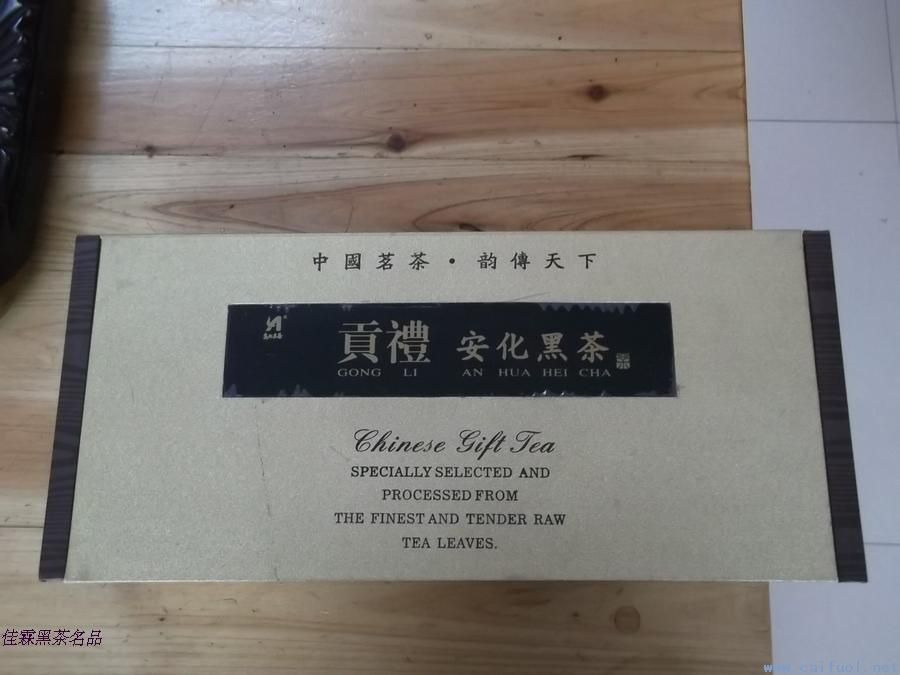 中國茗茶·韵傳天下
貢禮 安化黑茶
GONG LI AN HUA HEI CHA
Chinese Gift Tea
SPECIALLY SELECTED AND
PROCESSED FROM
THE FINEST AND TENDER RAW
TEA LEAVES.
佳霖黑茶名品
www.caifuol.net